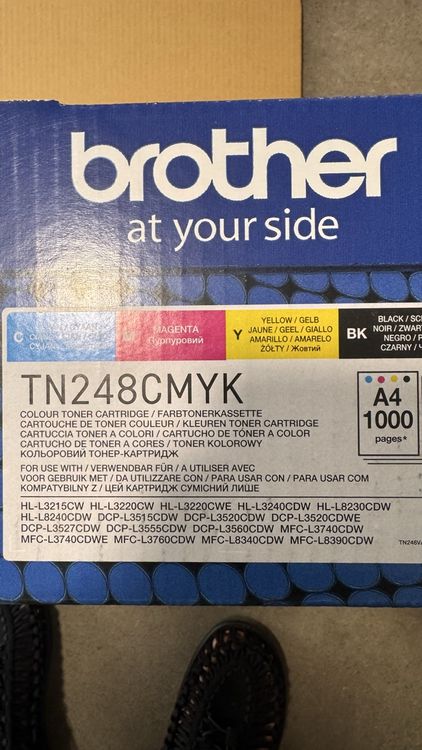 brother
at your side
C
CYAN
M MAGENTA
Пурпуровий
Y
YELLOW / GELB
JAUNE / GEEL / GIALLO
AMARILLO / AMARELO
ŻÓŁTY / Жовтий
BK
BLACK /
NOIR /
NEGRO /
CZARNY /
TN248CMYK
COLOUR TONER CARTRIDGE / FARBTONERKASSETTE
CARTOUCHE DE TONER COULEUR / KLEUREN TONER CARTRIDGE
CARTUCCIA TONER A COLORI / CARTUCHO DE TÓNER A COLOR
CARTUCHO DE TONER A CORES / TONER KOLOROWY
КОЛЬОРОВИЙ ТОНЕР-КАРТРИДЖ
A4
1000
pages*
FOR USE WITH / VERWENDBAR FÜR / A UTILISER AVEC
VOOR GEBRUIK MET / DA UTILIZZARE CON / PARA USAR COM
KOMPATYBILNY Z / ЦЕЙ КАРТРИДЖ СУМІСНИЙ ЛИШЕ
HL-L3215CW HL-L3220CW HL-L3220CWE HL-L3240CDW HL-L8230CDW
HL-L8240CDW DCP-L3515CDW DCP-L3520CDW DCP-L3520CDWE
DCP-L3527CDW DCP-L3555CDW DCP-L3560CDW MFC-L3740CDW
MFC-L3740CDWE MFC-L3760CDW MFC-L8340CDW MFC-L8390CDW